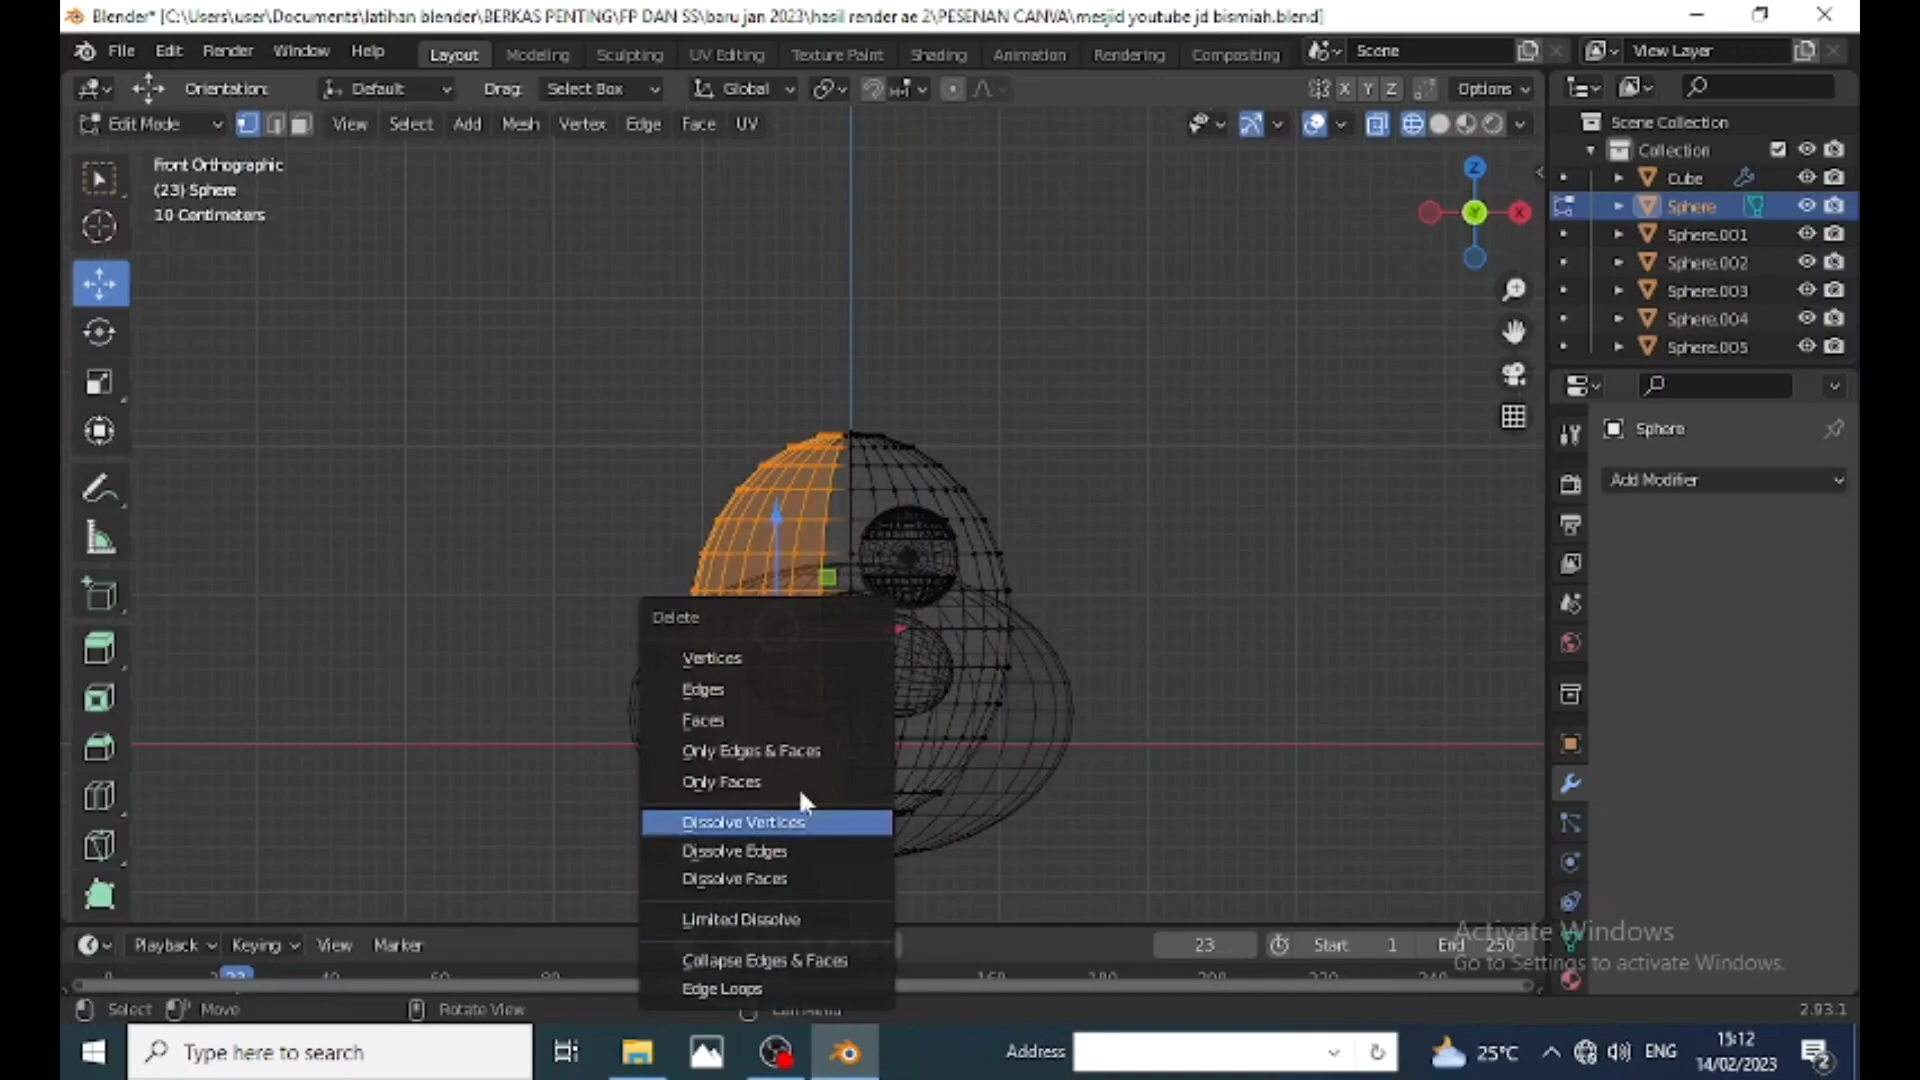 Blender* [C:\Users\user\Documents\latihan blender\BERKAS PENTING\FP DAN SS\baru jan 2023\hasil render ae 2\PESENAN CANVA\mesjid youtube jd bismiah.blend]
File Edit Render Window Help Layout Modeling Sculpting UV Editing Texture Paint Shading Animation Rendering Compositing Scene View Layer
Orientation: Default Drag: Select Box Global X Y Z Options
Edit Mode View Select Add Mesh Vertex Edge Face UV
Front Orthographic
(23) Sphere
10 Centimeters
Z
Y
X
Scene Collection
Collection
Cube
Sphere
Sphere.001
Sphere.002
Sphere.003
Sphere.004
Sphere.005
Sphere
Add Modifier
Delete
Vertices
Edges
Faces
Only Edges & Faces
Only Faces
Dissolve Vertices
Dissolve Edges
Dissolve Faces
Limited Dissolve
Collapse Edges & Faces
Edge Loops
Activate Windows
Go to Settings to activate Windows.
Playback Keying View Marker 23 Start 1 End 250
Select Move Rotate View 2.93.1
Type here to search Address 25°C ENG 15:12
14/02/2023
2